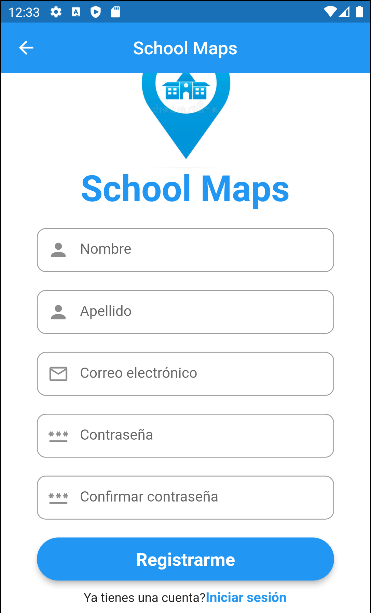 12:33
School Maps
School Maps
Nombre
Apellido
Correo electrónico
Contraseña
Confirmar contraseña
Registrarme
Ya tienes una cuenta?Iniciar sesión